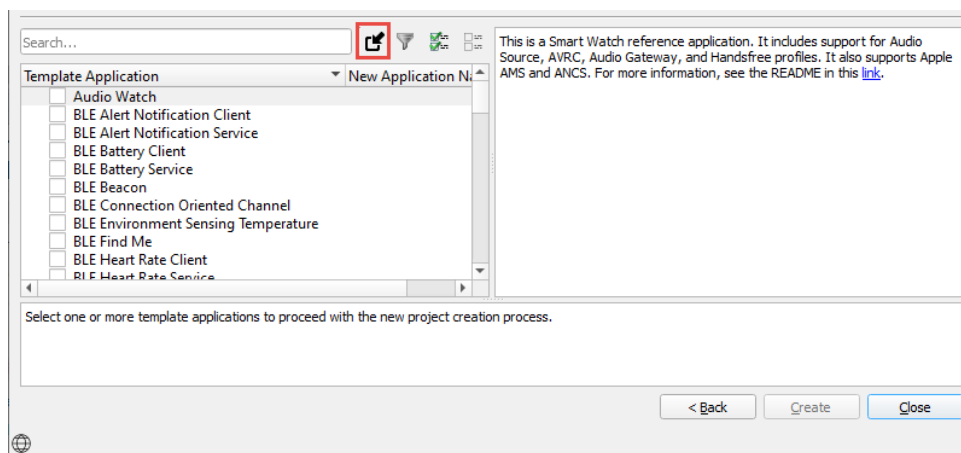 Search...
Template Application
New Application Na
Audio Watch
BLE Alert Notification Client
BLE Alert Notification Service
BLE Battery Client
BLE Battery Service
BLE Beacon
BLE Connection Oriented Channel
BLE Environment Sensing Temperature
BLE Find Me
BLE Heart Rate Client
BLE Heart Rate Service
This is a Smart Watch reference application. It includes support for Audio
Source, AVRC, Audio Gateway, and Handsfree profiles. It also supports Apple
AMS and ANCS. For more information, see the README in this link.
Select one or more template applications to proceed with the new project creation process.
< Back
Create
Close